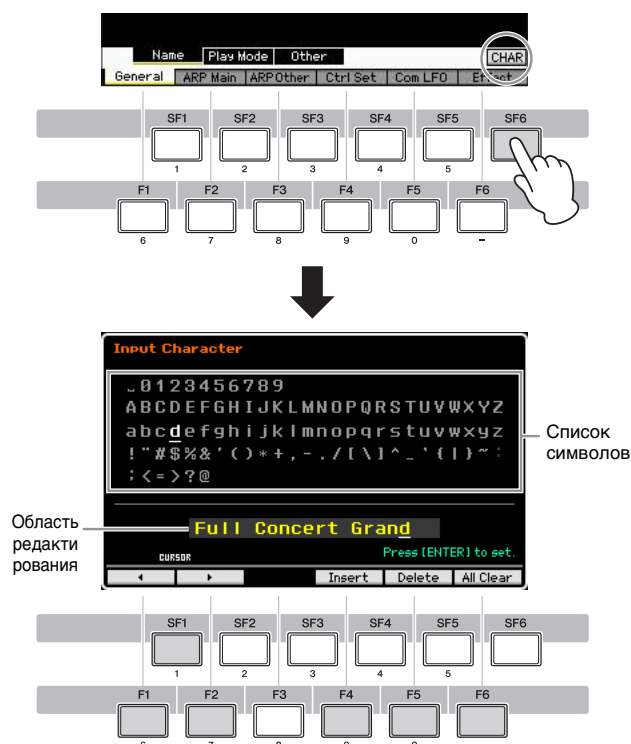 Name Play Mode Other CHAR
General ARP Main ARP Other Ctrl Set Com LFO Effect
SF1 SF2 SF3 SF4 SF5 SF6
1 2 3 4 5
F1 F2 F3 F4 F5 F6
6 7 8 9 0 –
Input Character
˽0123456789
ABCDEFGHIJKLMNOPQRSTUVWXYZ
abcdefghijklmnopqrstuvwxyz
!"#$%&'()*+,-./[\]^_`{|}~:
;<=>?@
Список
символов
Full Concert Grand
Область
редакти
рования
CURSOR Press [ENTER] to set.
Insert Delete All Clear
SF1 SF2 SF3 SF4 SF5 SF6
1 2 3 4 5
F1 F2 F3 F4 F5 F6